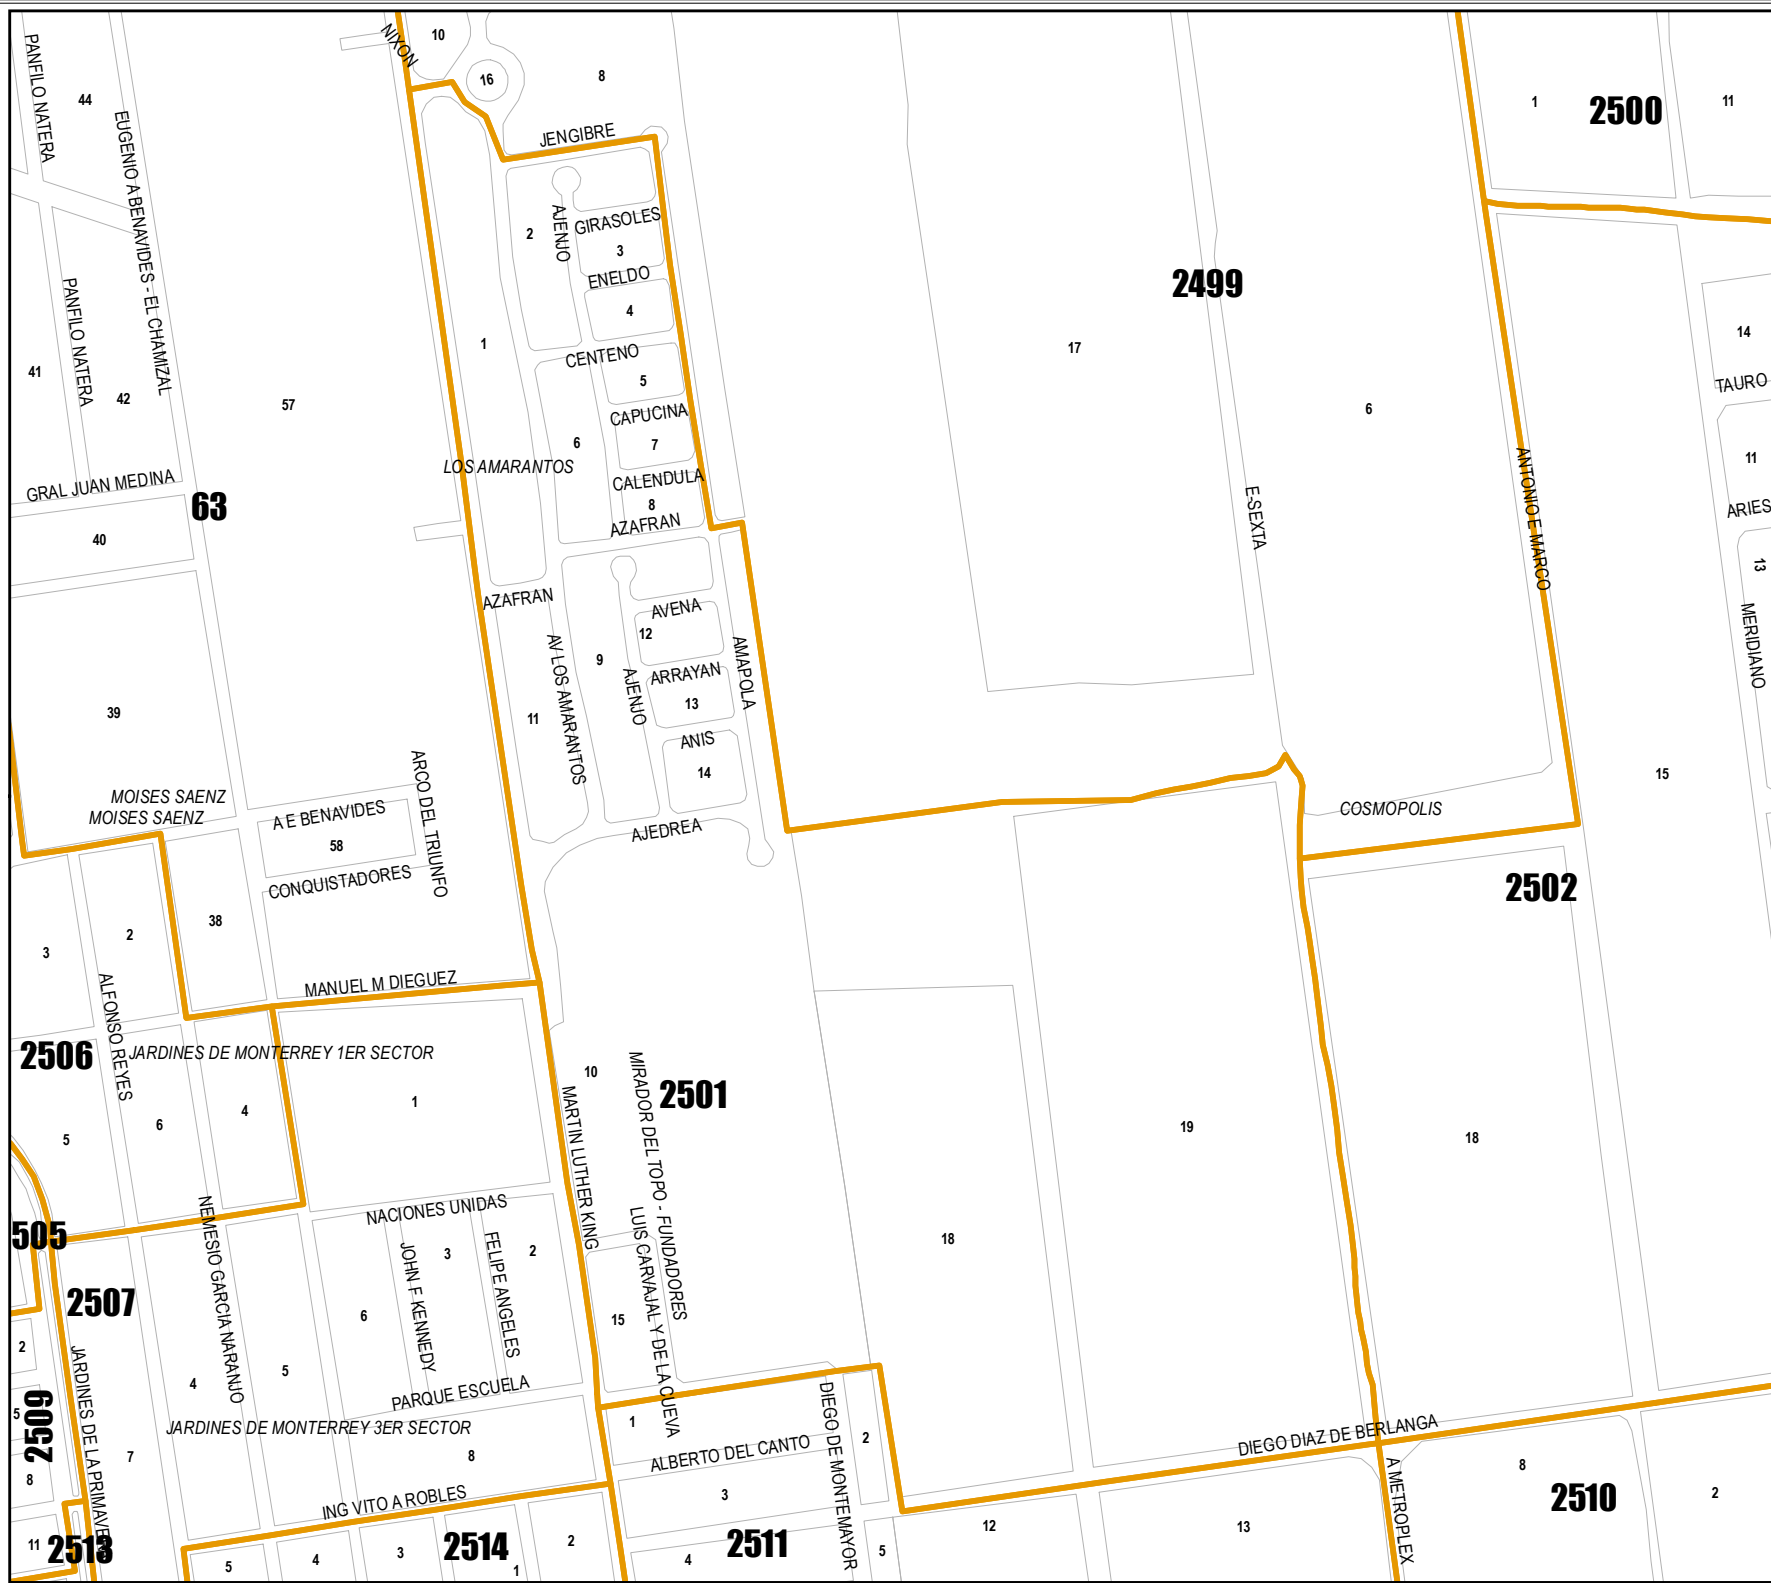 NIXON
10
16
8
PANFILO NATERA
44
EUGENIO A BENAVIDES - EL CHAMIZAL
1
2500
11
JENGIBRE
2
AJENJO
GIRASOLES
3
ENELDO
4
2499
PANFILO NATERA
41
42
57
1
CENTENO
5
17
14
TAURO
CAPUCINA
6
7
6
LOS AMARANTOS
CALENDULA
8
AZAFRAN
GRAL JUAN MEDINA
63
40
E-SEXTA
ANTONIO E MARCO
11
ARIES
13
AZAFRAN
AVENA
12
AV LOS AMARANTOS
9
AJENJO
ARRAYAN
13
AMAPOLA
MERIDIANO
39
11
ANIS
14
15
ARCO DEL TRIUNFO
MOISES SAENZ
MOISES SAENZ
A E BENAVIDES
58
CONQUISTADORES
AJEDREA
COSMOPOLIS
2502
3
2
38
ALFONSO REYES
MANUEL M DIEGUEZ
2506
JARDINES DE MONTERREY 1ER SECTOR
10
MIRADOR DEL TOPO - FUNDADORES
2501
MARTIN LUTHER KING
1
4
6
5
19
18
NEMESIO GARCIA NARANJO
NACIONES UNIDAS
505
LUIS CARVAJAL Y DE LA CUEVA
18
JOHN F KENNEDY
3
FELIPE ANGELES
2
2507
6
15
2
JARDINES DE LA PRIMAVERA
4
5
PARQUE ESCUELA
DIEGO DE MONTEMAYOR
5
2509
JARDINES DE MONTERREY 3ER SECTOR
1
2
DIEGO DIAZ DE BERLANGA
7
8
ALBERTO DEL CANTO
8
A METROPLEX
8
3
2510
2
ING VITO A ROBLES
12
13
11
2513
5
4
3
2514
1
2
4
2511
5